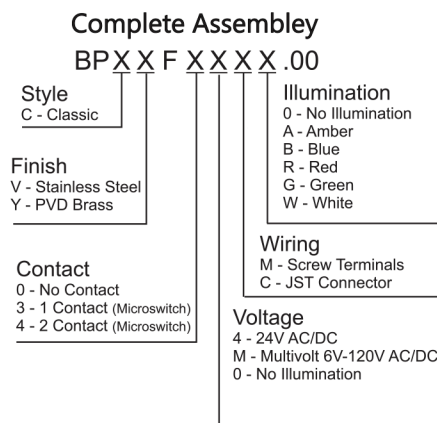 Complete Assembley
BPX X F X X X X .00
Style
C - Classic
Finish
V - Stainless Steel
Y - PVD Brass
Contact
0 - No Contact
3 - 1 Contact (Microswitch)
4 - 2 Contact (Microswitch)
Illumination
0 - No Illumination
A - Amber
B - Blue
R - Red
G - Green
W - White
Wiring
M - Screw Terminals
C - JST Connector
Voltage
4 - 24V AC/DC
M - Multivolt 6V-120V AC/DC
0 - No Illumination